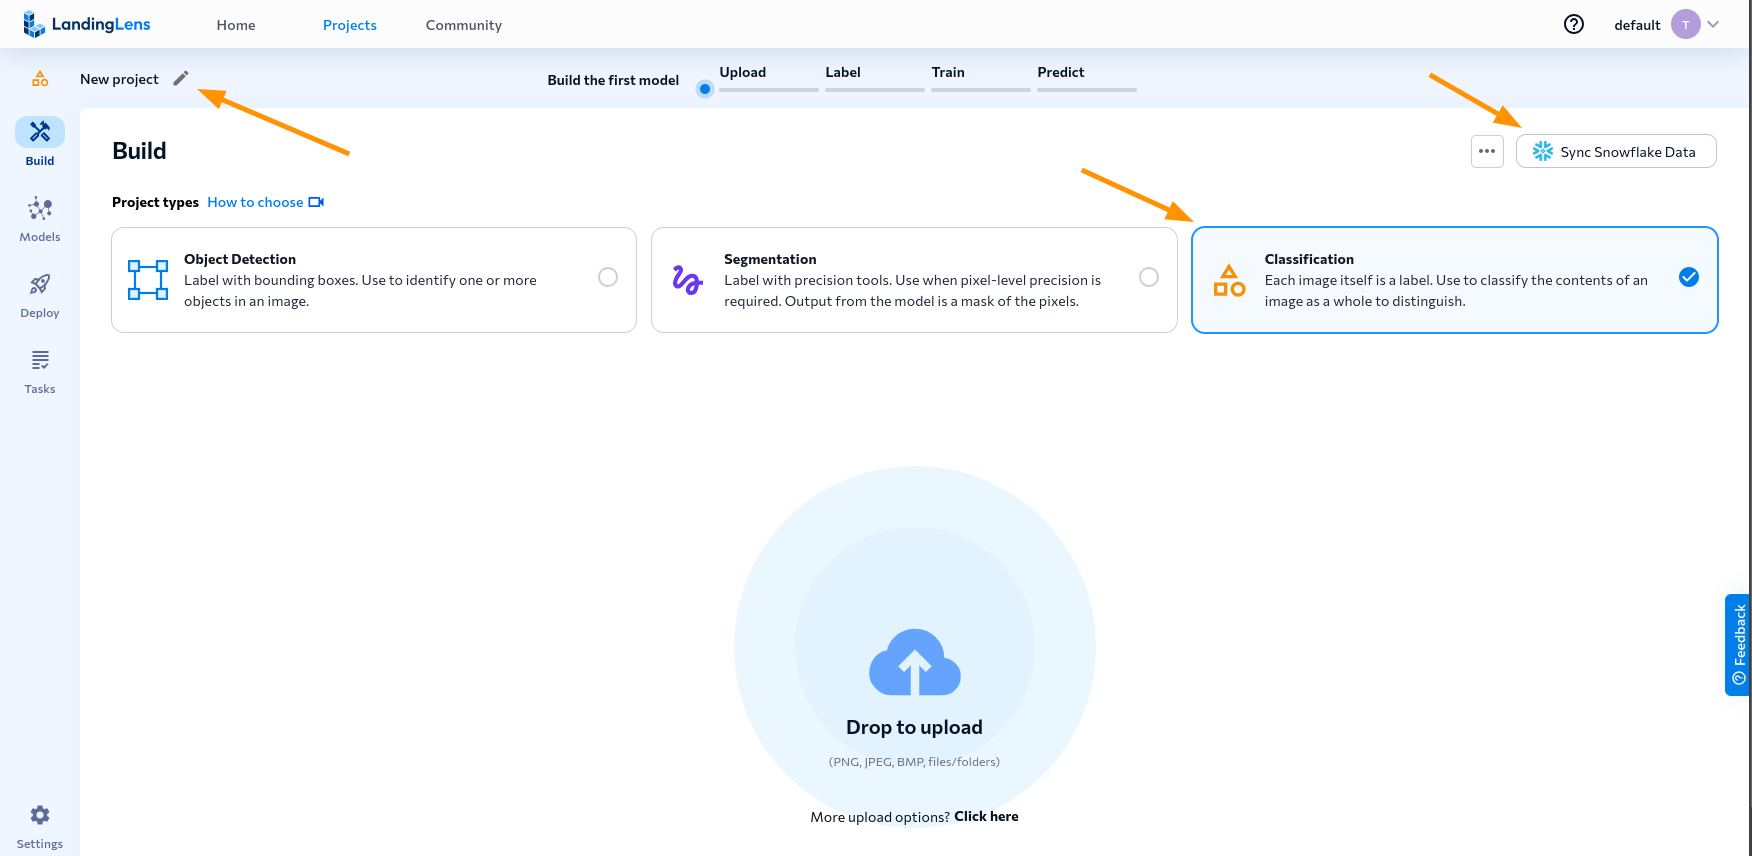 LandingLens
Home
Projects
Community
default
T
New project
Build the first model
Upload
Label
Train
Predict
Build
Models
Deploy
Tasks
Settings
Build
Sync Snowflake Data
Project types How to choose
Object Detection
Label with bounding boxes. Use to identify one or more
objects in an image.
Segmentation
Label with precision tools. Use when pixel-level precision is
required. Output from the model is a mask of the pixels.
Classification
Each image itself is a label. Use to classify the contents of an
image as a whole to distinguish.
Drop to upload
(PNG, JPEG, BMP, files/folders)
More upload options? Click here
Feedback